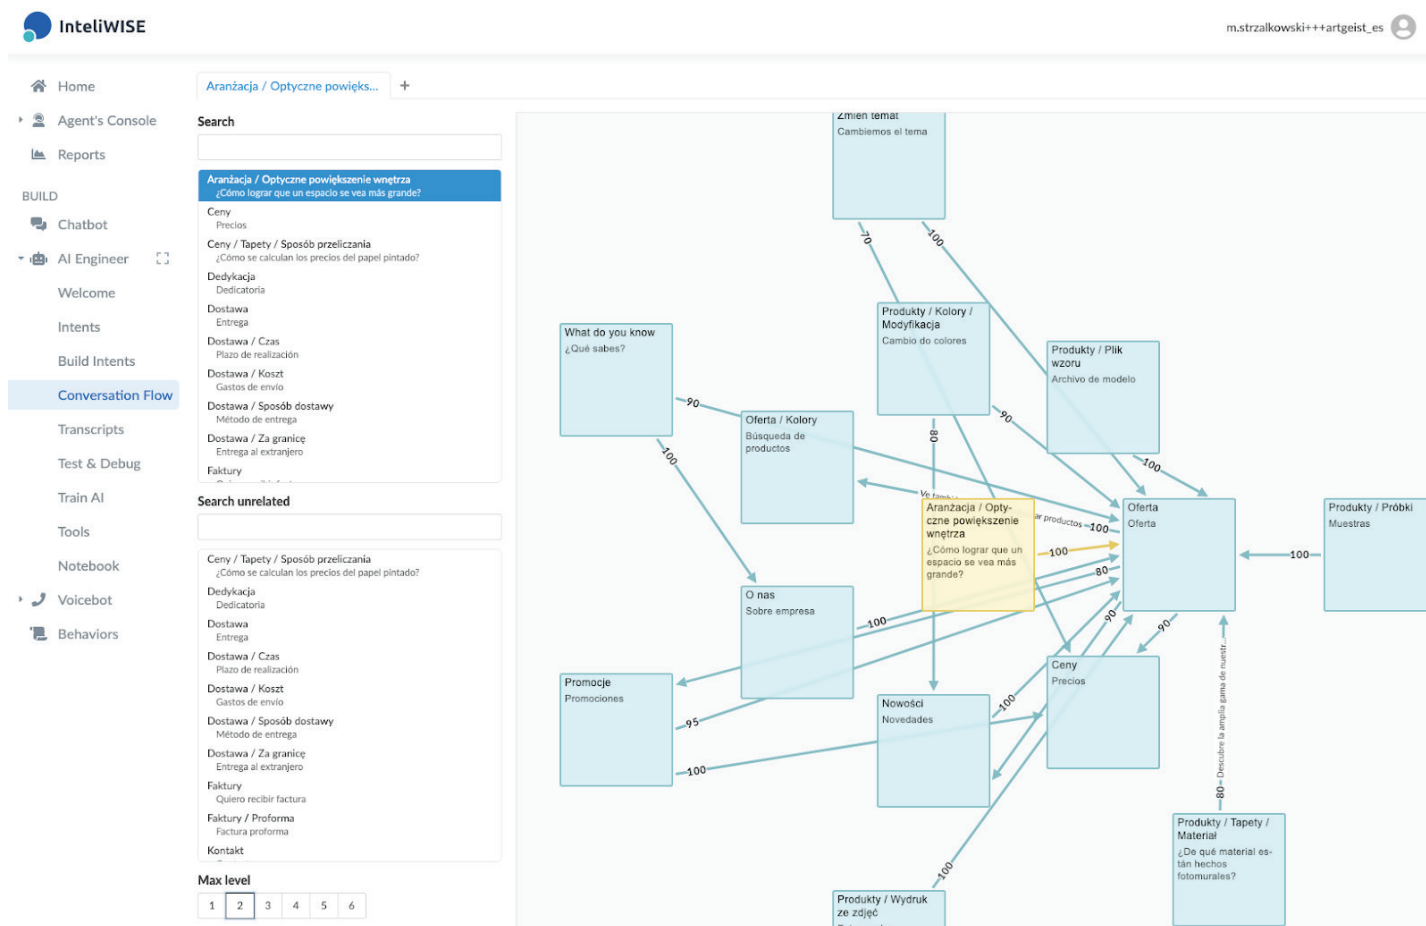 InteliWISE
m.strzalkowski+++artgeist_es
Home
Agent's Console
Reports
BUILD
Chatbot
AI Engineer
Welcome
Intents
Build Intents
Conversation Flow
Transcripts
Test & Debug
Train AI
Tools
Notebook
Voicebot
Behaviors
Aranżacja / Optyczne powięks... +
Search
Aranżacja / Optyczne powiększenie wnętrza
¿Cómo lograr que un espacio se vea más grande?
Ceny
Precios
Ceny / Tapety / Sposób przeliczania
¿Cómo se calculan los precios del papel pintado?
Dedykacja
Dedicatoria
Dostawa
Entrega
Dostawa / Czas
Plazo de realización
Dostawa / Koszt
Gastos de envío
Dostawa / Sposób dostawy
Método de entrega
Dostawa / Za granicę
Entrega al extranjero
Faktury
Search unrelated
Ceny / Tapety / Sposób przeliczania
¿Cómo se calculan los precios del papel pintado?
Dedykacja
Dedicatoria
Dostawa
Entrega
Dostawa / Czas
Plazo de realización
Dostawa / Koszt
Gastos de envío
Dostawa / Sposób dostawy
Método de entrega
Dostawa / Za granicę
Entrega al extranjero
Faktury
Quiero recibir factura
Faktury / Proforma
Factura proforma
Kontakt
Max level
1 2 3 4 5 6
Zmień temat
Cambiemos el tema
70
100
What do you know
¿Qué sabes?
90
100
Produkty / Kolory /
Modyfikacja
Cambio do colores
80
90
Produkty / Plik
wzoru
Archivo de modelo
100
Oferta / Kolory
Búsqueda de
productos
Ve
ar productos
100
Aranżacja / Opty-
czne powiększenie
wnętrza
¿Cómo lograr que un
espacio se vea más
grande?
100
80
Oferta
Oferta
90
90
Produkty / Próbki
Muestras
100
O nas
Sobre empresa
100
Promocje
Promociones
95
100
Nowości
Novedades
100
Ceny
Precios
80
Descubre la amplia gama de nuestr...
Produkty / Tapety /
Materiał
¿De qué material es-
tán hechos
fotomurales?
100
Produkty / Wydruk
ze zdjęć